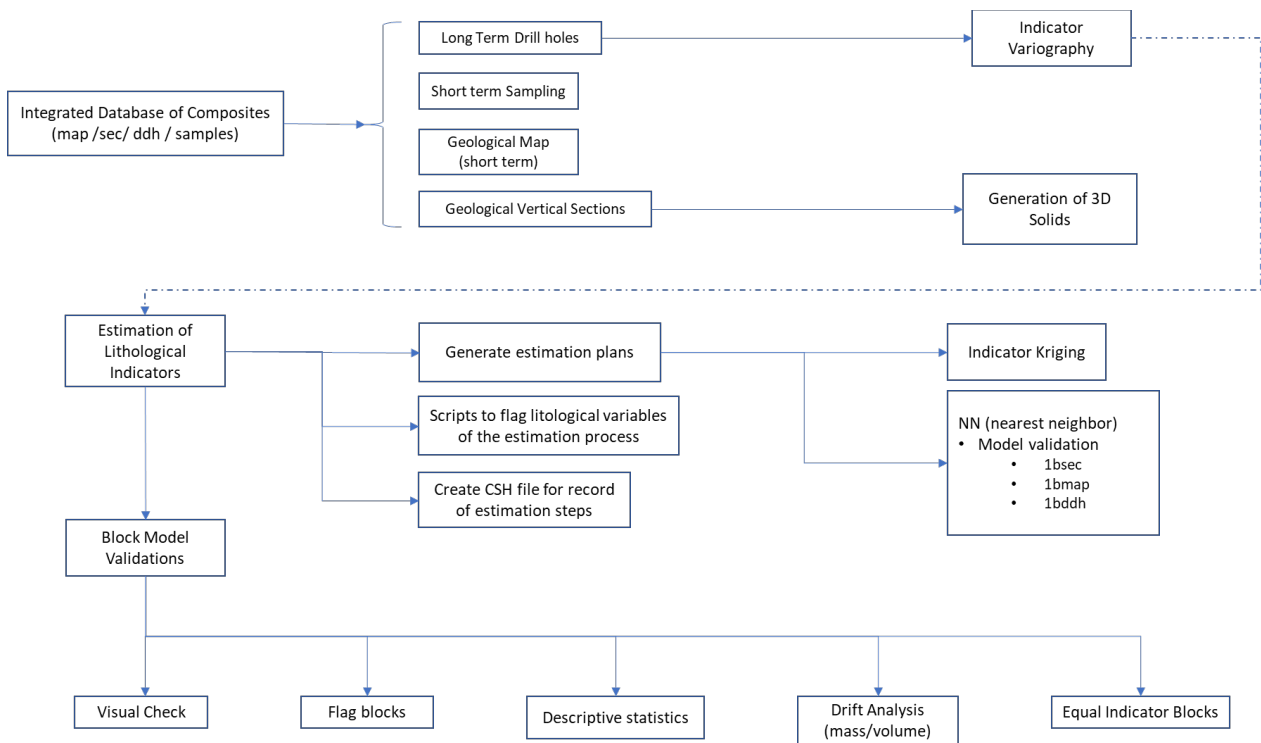 Long Term Drill holes
Indicator
Variography
Integrated Database of Composites
(map /sec/ ddh / samples)
Short term Sampling
Geological Map
(short term)
Geological Vertical Sections
Generation of 3D
Solids
Estimation of
Lithological
Indicators
Generate estimation plans
Indicator Kriging
Scripts to flag litological variables
of the estimation process
Create CSH file for record
of estimation steps
NN (nearest neighbor)
• Model validation
• 1bsec
• 1bmap
• 1bddh
Block Model
Validations
Visual Check
Flag blocks
Descriptive statistics
Drift Analysis
(mass/volume)
Equal Indicator Blocks